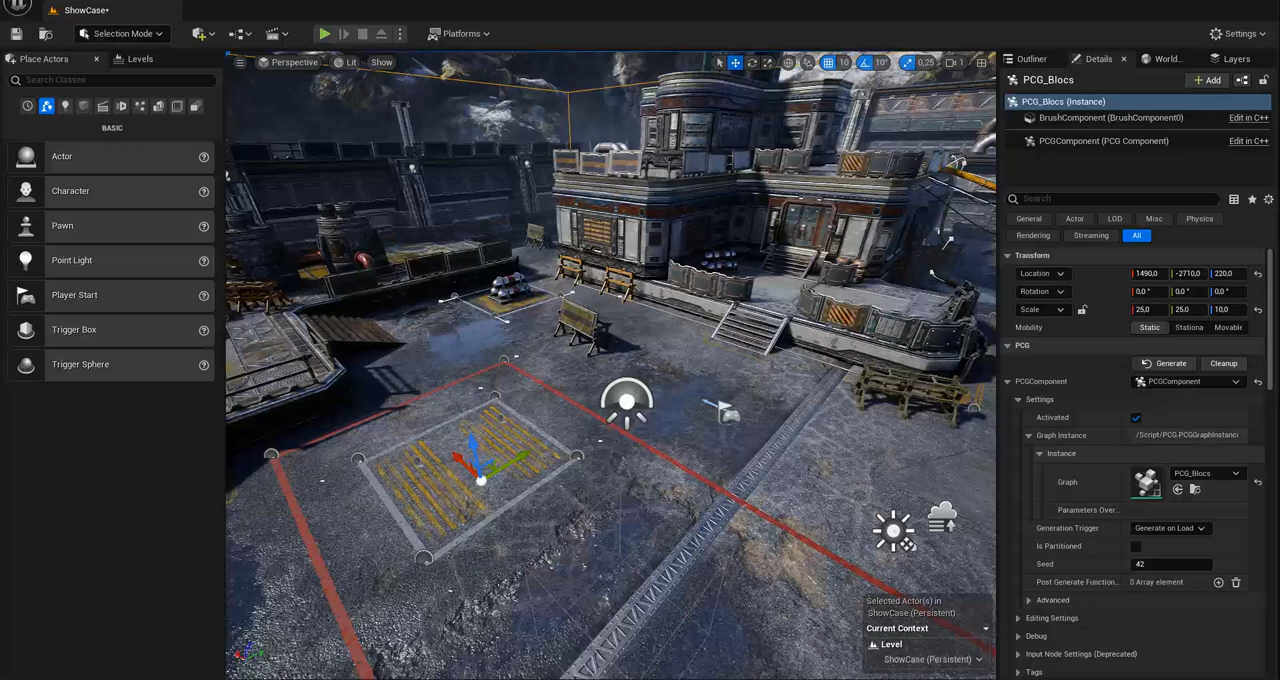 ShowCase*
Selection Mode
Platforms
Settings
Place Actors
Levels
Search Classes
BASIC
Actor
Character
Pawn
Point Light
Player Start
Trigger Box
Trigger Sphere
Perspective
Lit
Show
10
10°
0,25
1
Selected Actor(s) in
ShowCase (Persistent)
Current Context
Level
ShowCase (Persistent)
Outliner
Details
World...
Layers
PCG_Blocs
+ Add
PCG_Blocs (Instance)
BrushComponent (BrushComponent0) Edit in C++
PCGComponent (PCG Component) Edit in C++
Search
General Actor LOD Misc Physics
Rendering Streaming All
Transform
Location 1490,0 -2710,0 220,0
Rotation 0,0 ° 0,0 ° 0,0 °
Scale 25,0 25,0 10,0
Mobility Static Stationa Movable
PCG
Generate Cleanup
PCGComponent PCGComponent
Settings
Activated
Graph Instance /Script/PCG.PCGGraphInstance
Instance
Graph PCG_Blocs
Parameters Over...
Generation Trigger Generate on Load
Is Partitioned
Seed 42
Post Generate Function... 0 Array element
Advanced
Editing Settings
Debug
Input Node Settings (Deprecated)
Tags